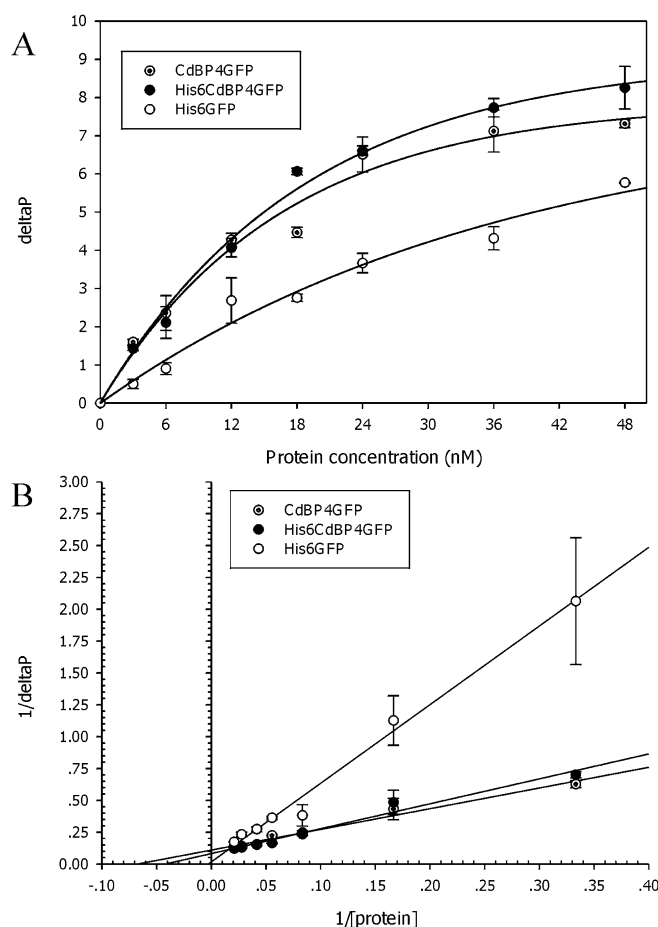 A
10
9
8
7
6
5
4
3
2
1
0
deltaP
CdBP4GFP
His6CdBP4GFP
His6GFP
0 6 12 18 24 30 36 42 48
Protein concentration (nM)
B
3.00
2.75
2.50
2.25
2.00
1.75
1.50
1.25
1.00
.75
.50
.25
0.00
1/deltaP
CdBP4GFP
His6CdBP4GFP
His6GFP
-.10 -.05 0.00 .05 .10 .15 .20 .25 .30 .35 .40
1/[protein]